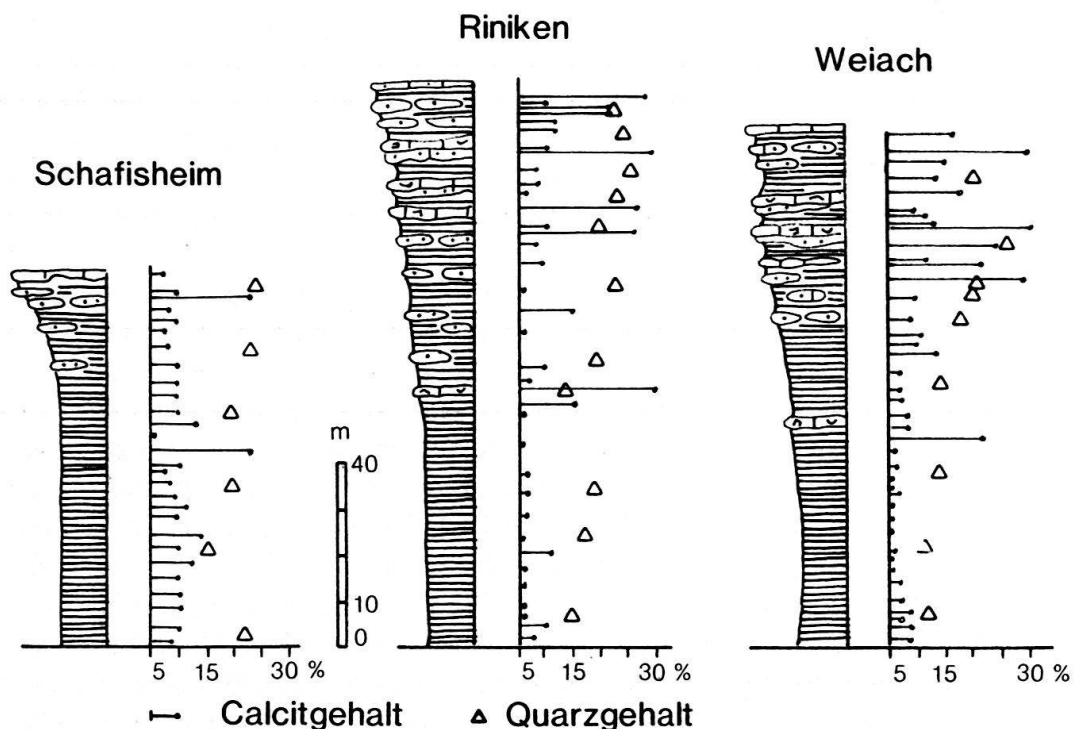 Riniken
Weiach
Schafisheim
m
40
10
0
5 15 30 %
5 15 30 %
5 15 30 %
Calcitgehalt
Quarzgehalt